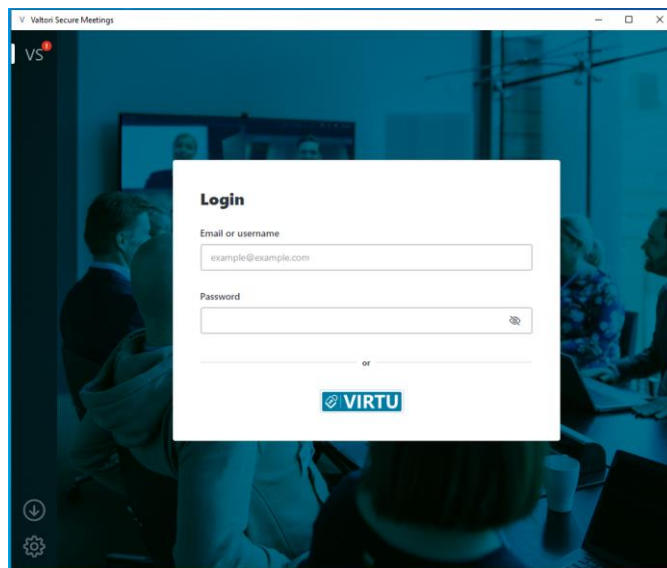 V Valtori Secure Meetings
VS
!
Login
Email or username
example@example.com
Password
or
VIRTU